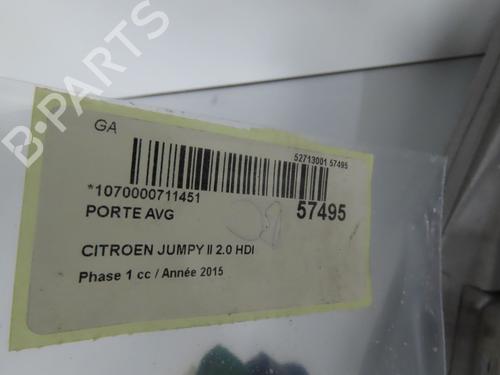 B-PARTS
GA
52713001 57495
*1070000711451
PORTE AVG
57495
CITROEN JUMPY II 2.0 HDI
Phase 1 cc / Année 2015